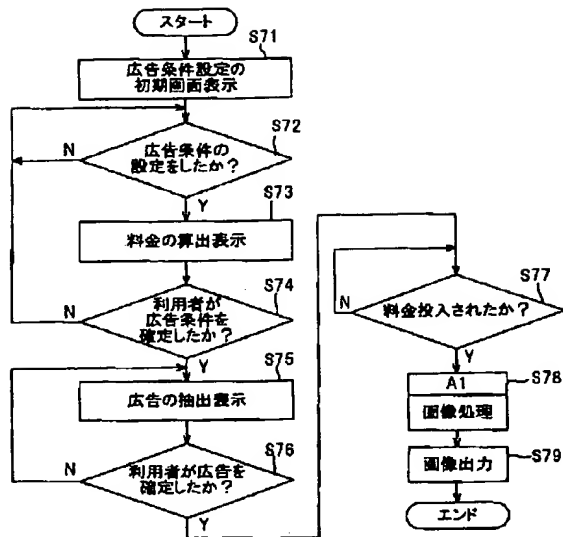 スタート
S71
広告条件設定の
初期画面表示
S72
広告条件の
設定をしたか？
N
Y
S73
料金の算出表示
S74
利用者が
広告条件を
確定したか？
N
Y
S75
広告の抽出表示
S76
利用者が広告を
確定したか？
N
Y
S77
料金投入されたか？
N
Y
A1
S78
画像処理
画像出力
S79
エンド